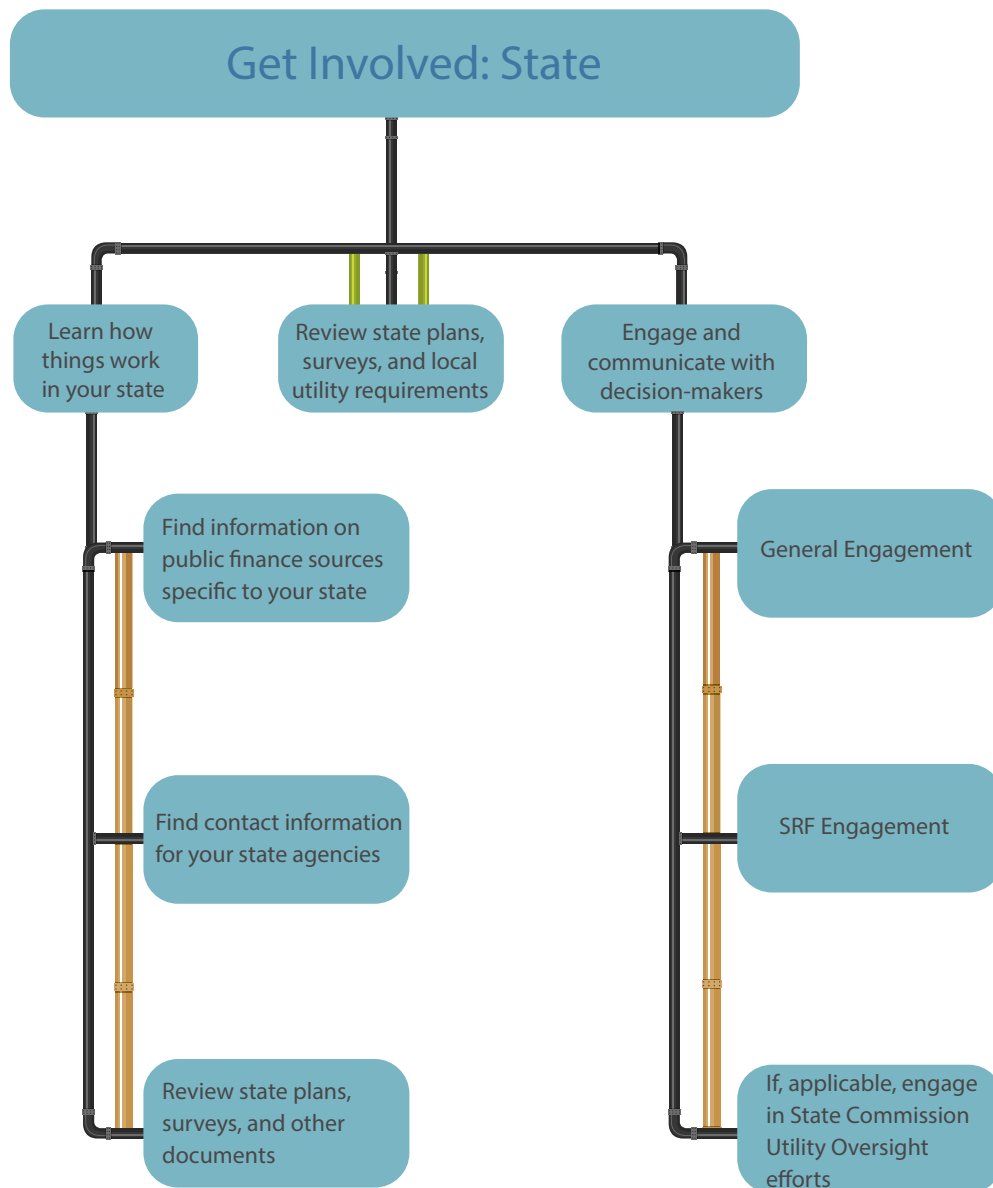 Get Involved: State
Learn how
things work
in your state
Review state plans,
surveys, and local
utility requirements
Engage and
communicate with
decision-makers
Find information on
public finance sources
specific to your state
General Engagement
Find contact information
for your state agencies
SRF Engagement
Review state plans,
surveys, and other
documents
If, applicable, engage
in State Commission
Utility Oversight
efforts